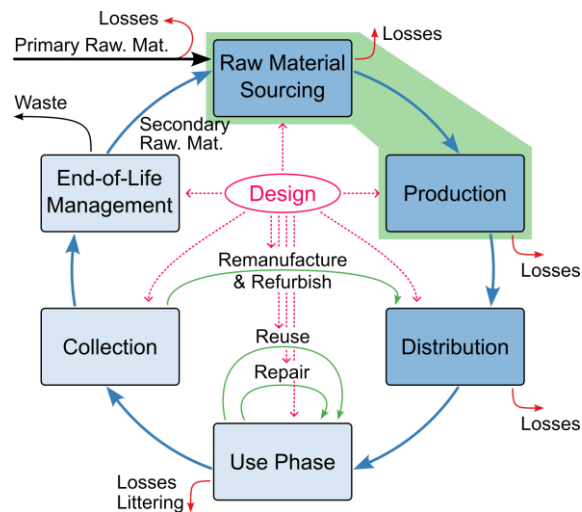 Losses
Primary Raw. Mat.
Losses
Raw Material
Sourcing
Waste
Secondary
Raw. Mat.
End-of-Life
Management
Design
Production
Losses
Remanufacture
& Refurbish
Collection
Reuse
Distribution
Repair
Losses
Use Phase
Losses
Littering